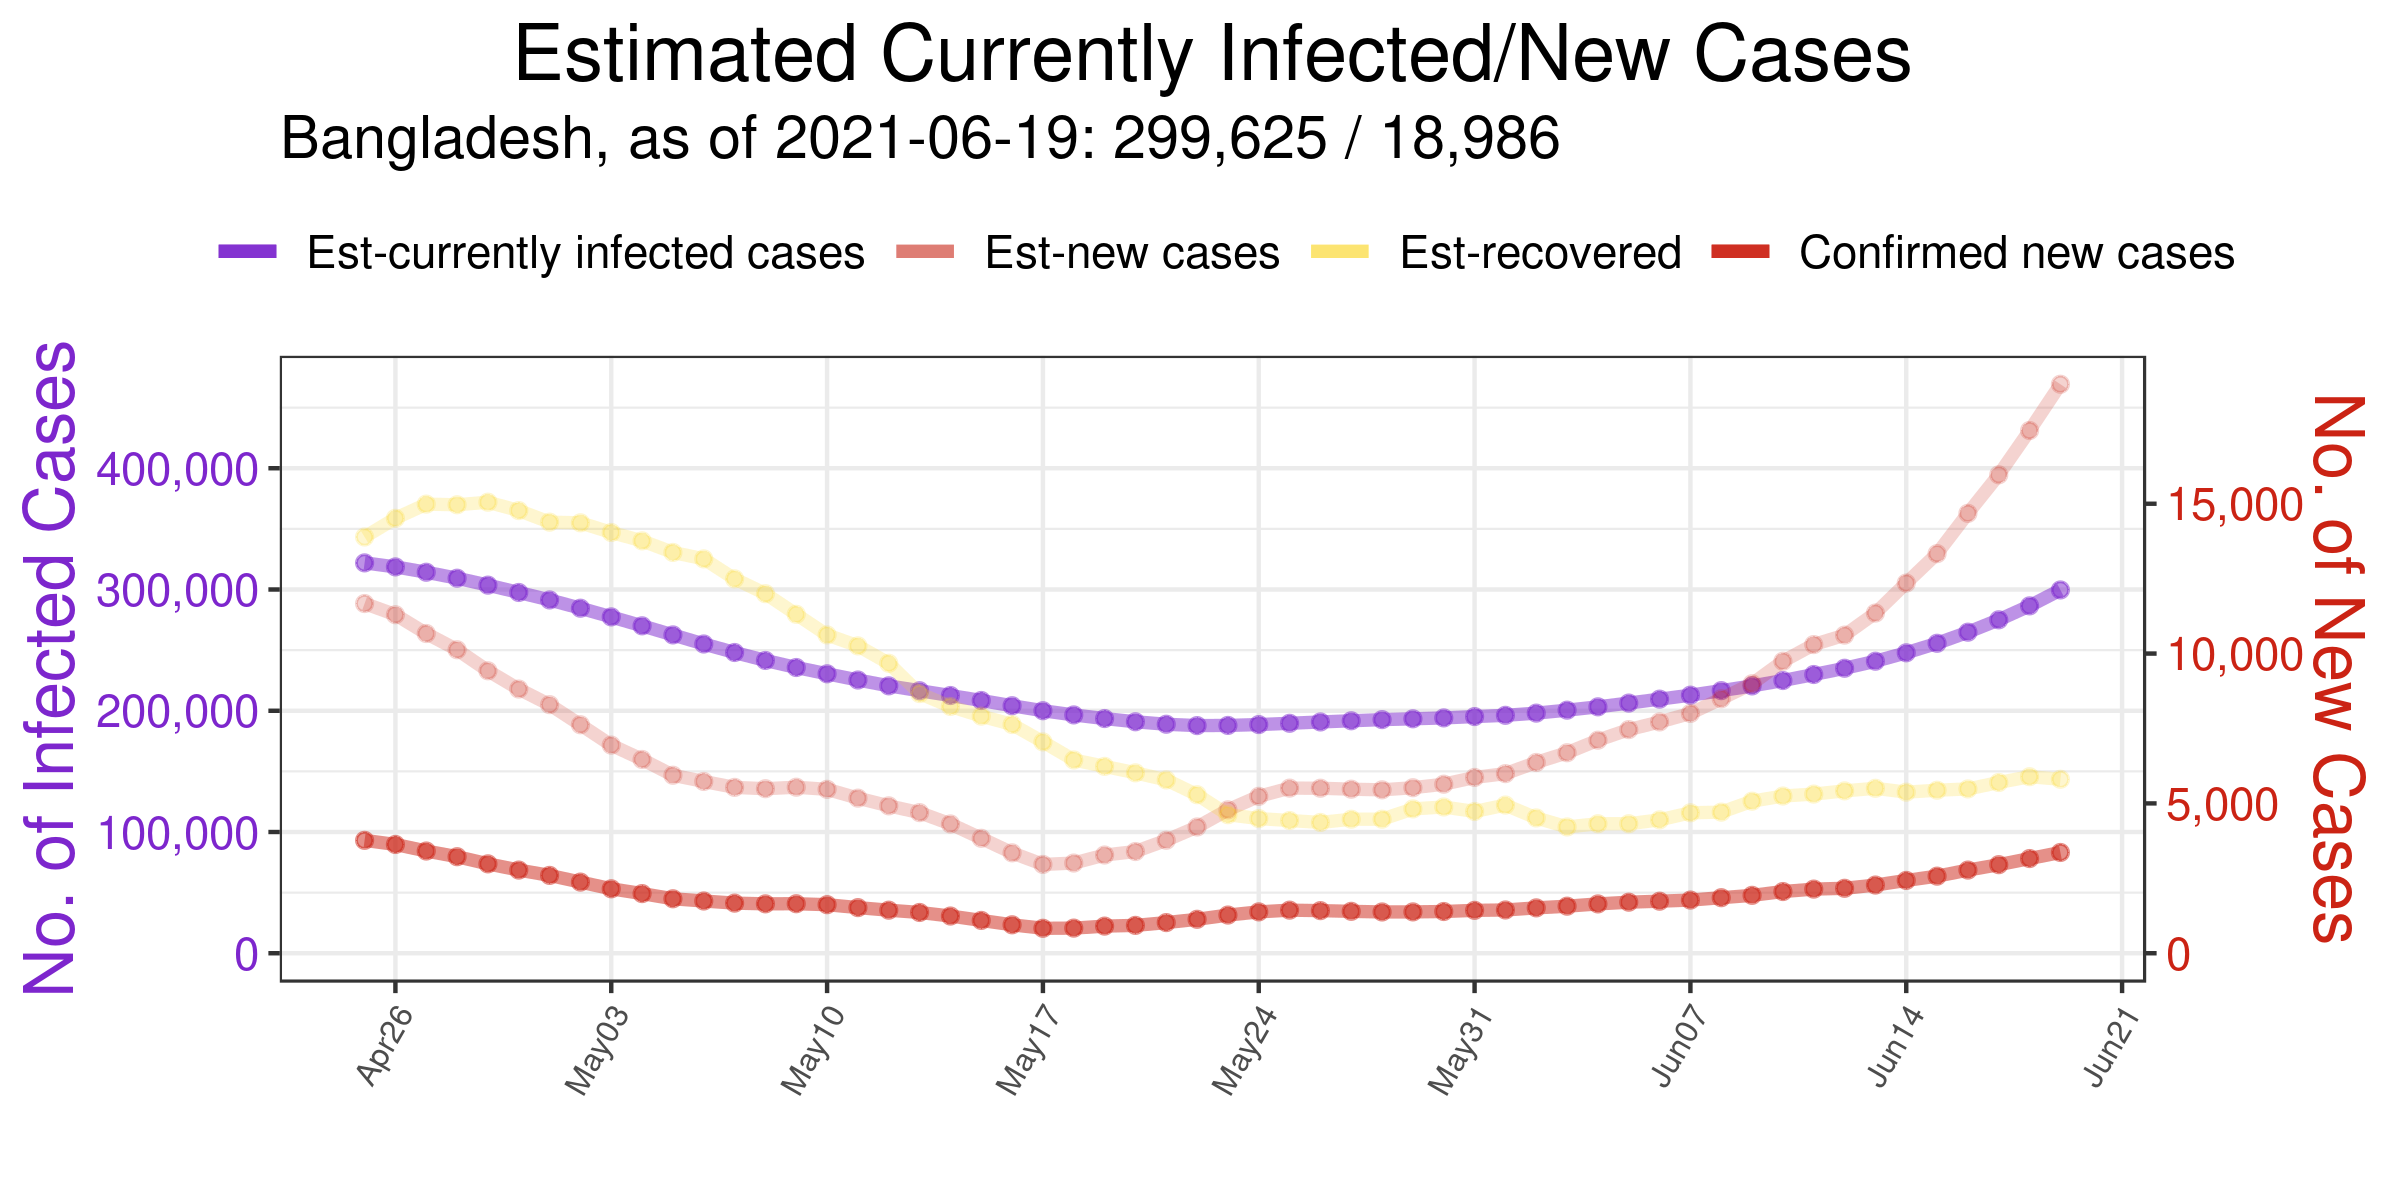 Estimated Currently Infected/New Cases
Bangladesh, as of 2021-06-19: 299,625 / 18,986
Est-currently infected cases Est-new cases Est-recovered Confirmed new cases
No. of Infected Cases
400,000
300,000
200,000
100,000
0
15,000
10,000
5,000
0
No. of New Cases
Apr26 May03 May10 May17 May24 May31 Jun07 Jun14 Jun21